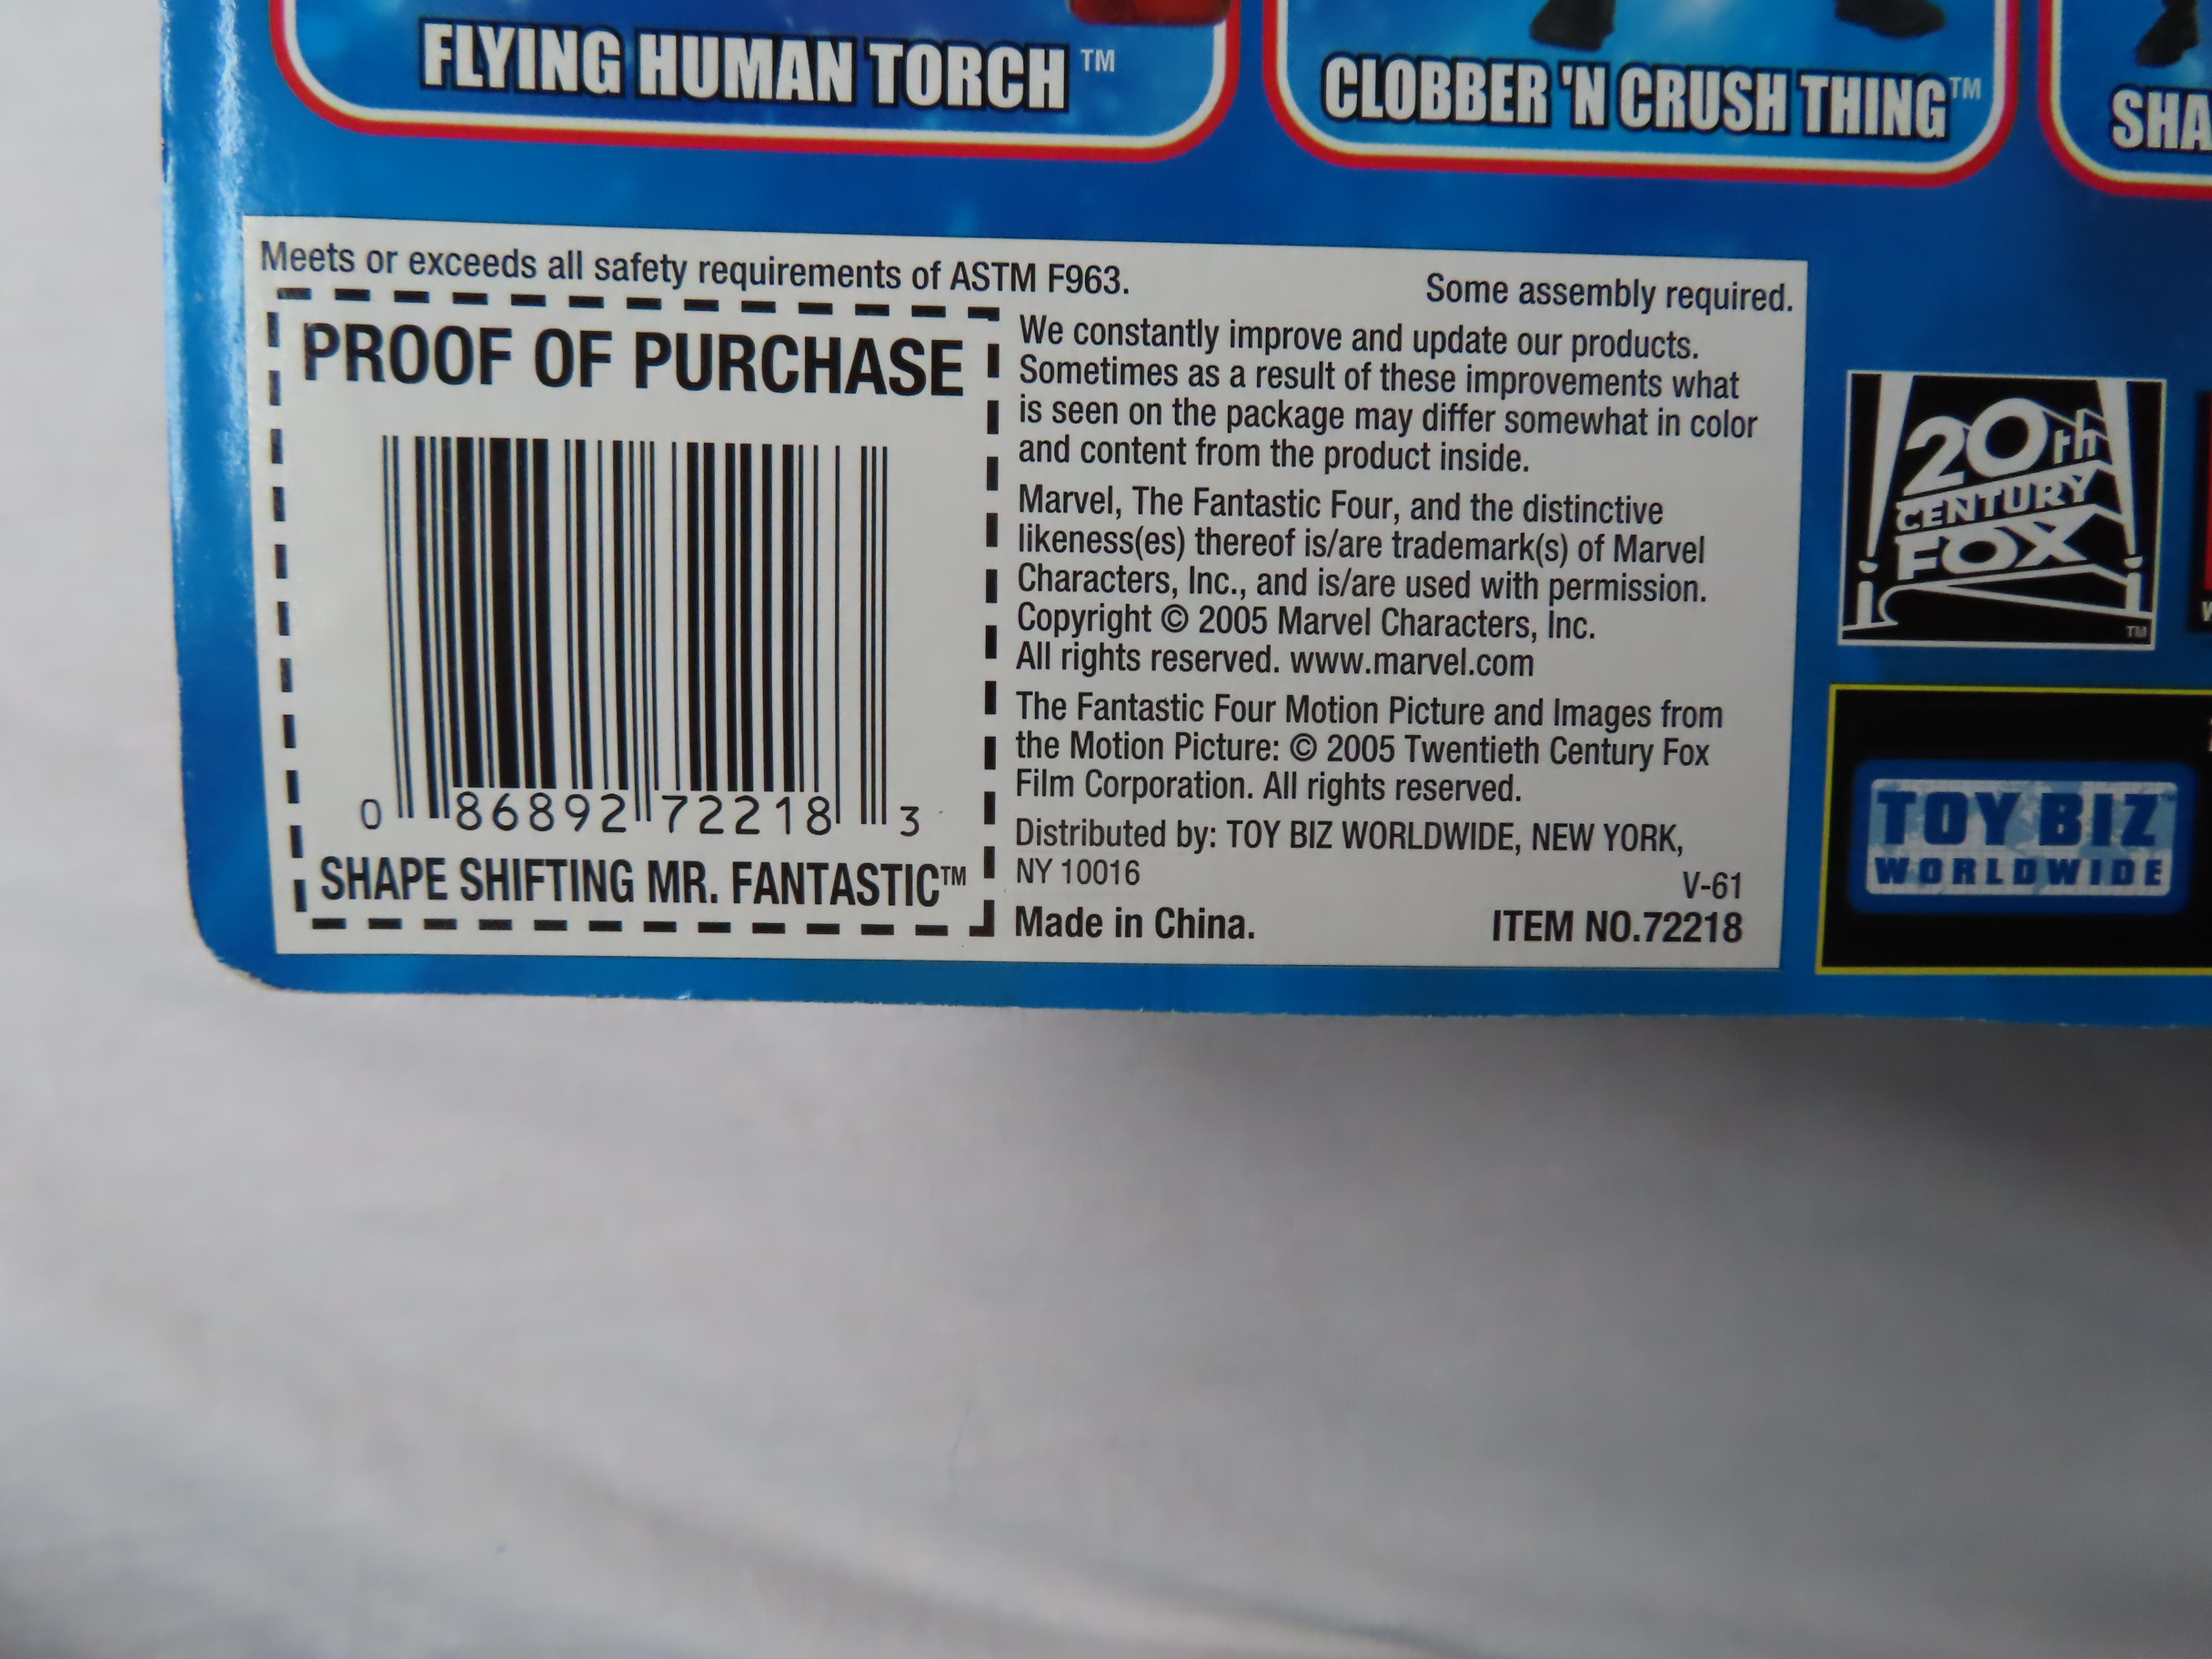 FLYING HUMAN TORCH ™
CLOBBER 'N CRUSH THING™
Meets or exceeds all safety requirements of ASTM F963.
Some assembly required.
PROOF OF PURCHASE
0 86892 72218 3
SHAPE SHIFTING MR. FANTASTIC™
We constantly improve and update our products.
Sometimes as a result of these improvements what
is seen on the package may differ somewhat in color
and content from the product inside.
Marvel, The Fantastic Four, and the distinctive
likeness(es) thereof is/are trademark(s) of Marvel
Characters, Inc., and is/are used with permission.
Copyright © 2005 Marvel Characters, Inc.
All rights reserved. www.marvel.com
The Fantastic Four Motion Picture and Images from
the Motion Picture: © 2005 Twentieth Century Fox
Film Corporation. All rights reserved.
Distributed by: TOY BIZ WORLDWIDE, NEW YORK,
NY 10016
V-61
Made in China.
ITEM NO.72218
20th
CENTURY
FOX
TM
TOY BIZ™
WORLDWIDE